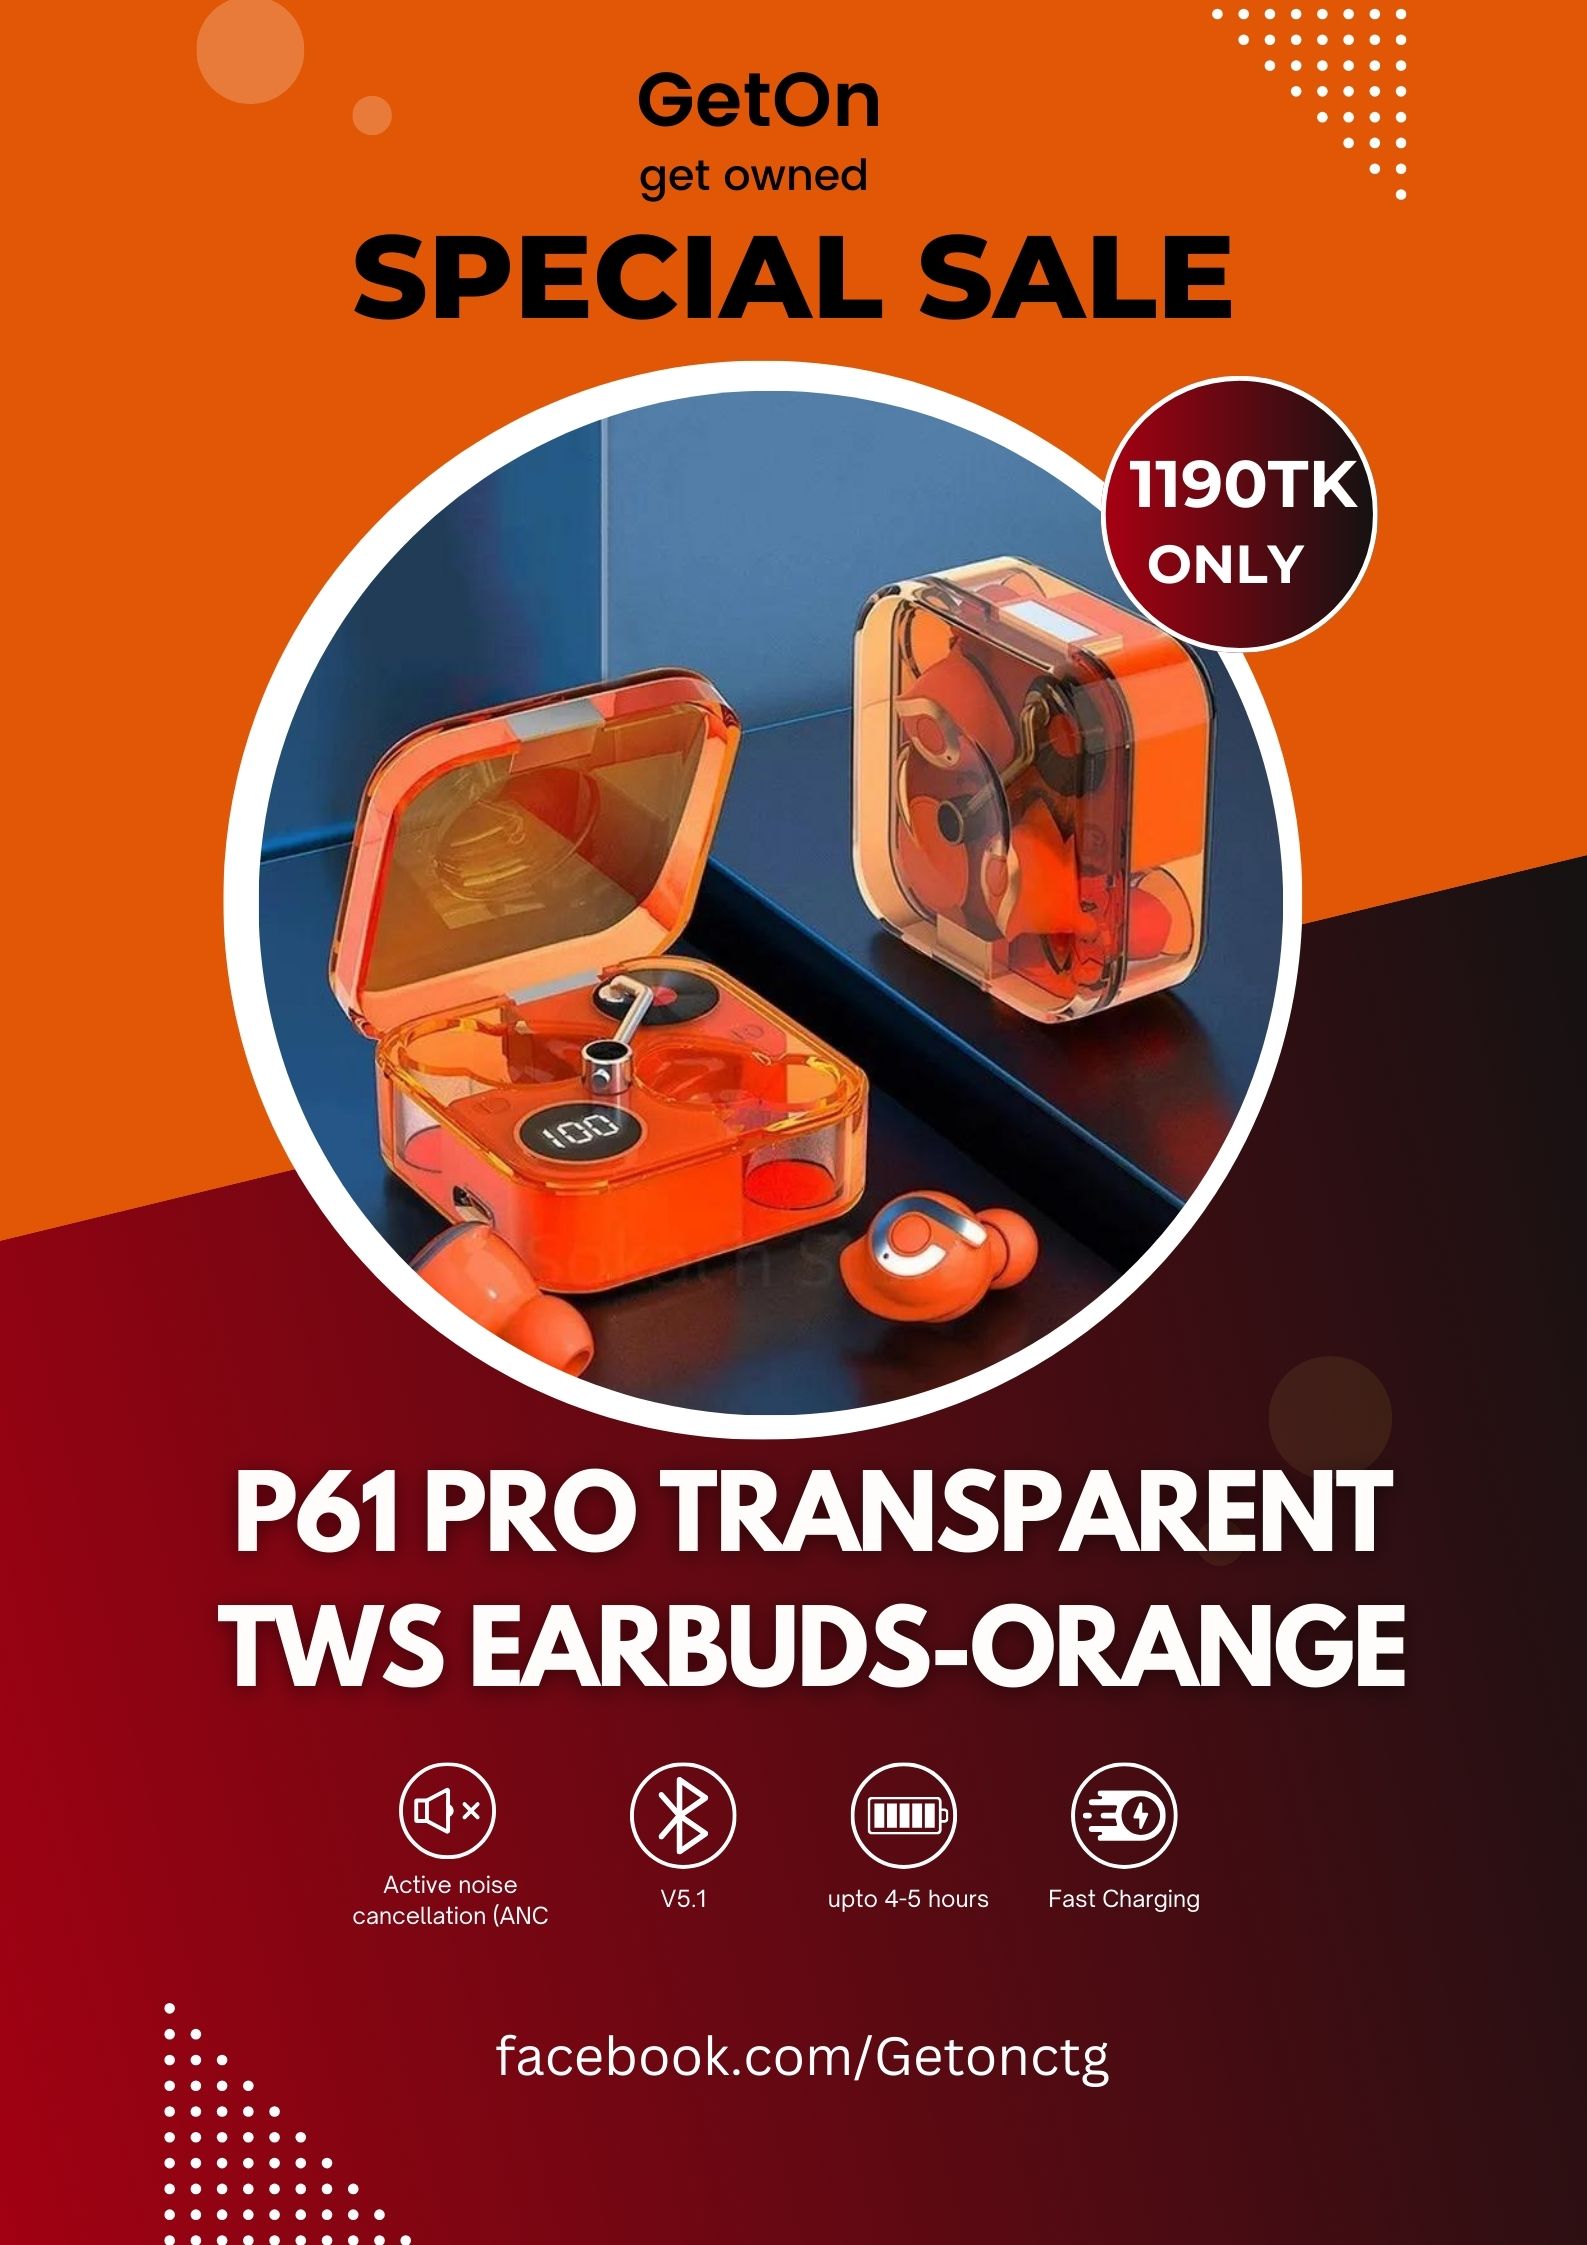 GetOn
get owned
SPECIAL SALE
1190TK
ONLY
100
P61 PRO TRANSPARENT
TWS EARBUDS-ORANGE
Active noise
cancellation (ANC
V5.1
upto 4-5 hours
Fast Charging
facebook.com/Getonctg